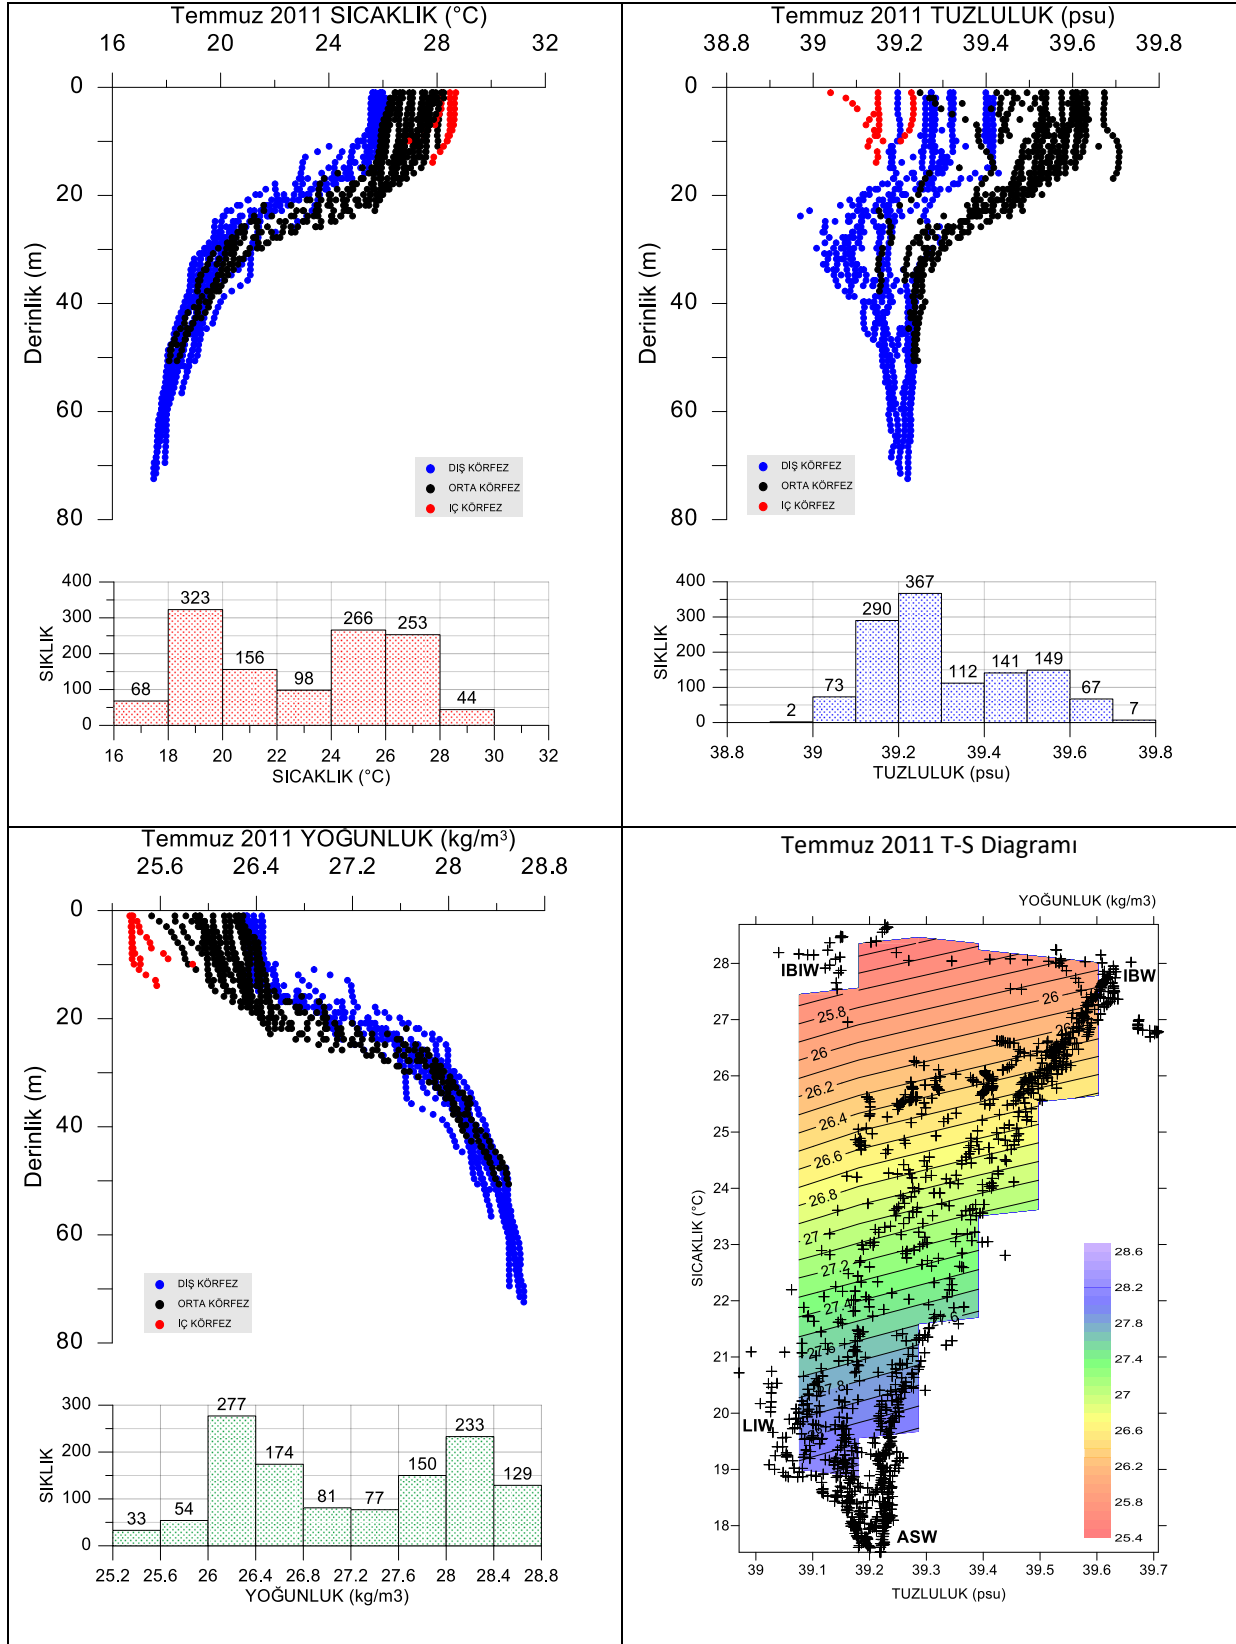 Temmuz 2011 SICAKLIK (°C)
16 20 24 28 32
0
20
40
60
80
Derinlik (m)
DIŞ KÖRFEZ
ORTA KÖRFEZ
İÇ KÖRFEZ
400
300
200
100
0
SIKLIK
68 323 156 98 266 253 44
16 18 20 22 24 26 28 30 32
SICAKLIK (°C)
Temmuz 2011 TUZLULUK (psu)
38.8 39 39.2 39.4 39.6 39.8
0
20
40
60
80
Derinlik (m)
DIŞ KÖRFEZ
ORTA KÖRFEZ
İÇ KÖRFEZ
400
300
200
100
0
SIKLIK
2 73 290 367 112 141 149 67 7
38.8 39 39.2 39.4 39.6 39.8
TUZLULUK (psu)
Temmuz 2011 YOĞUNLUK (kg/m³)
25.6 26.4 27.2 28 28.8
0
20
40
60
80
Derinlik (m)
DIŞ KÖRFEZ
ORTA KÖRFEZ
İÇ KÖRFEZ
300
200
100
0
SIKLIK
33 54 277 174 81 77 150 233 129
25.2 25.6 26 26.4 26.8 27.2 27.6 28 28.4 28.8
YOĞUNLUK (kg/m3)
Temmuz 2011 T-S Diagramı
YOĞUNLUK (kg/m3)
28
27
26
25
24
23
22
21
20
19
18
SICAKLIK (°C)
IBIW
IBW
LIW
ASW
25.8
26
26
26.2
26.4
26.6
26.8
27
27.2
27.4
27.6
27.8
28.6
28.2
27.8
27.4
27
26.6
26.2
25.8
25.4
39 39.1 39.2 39.3 39.4 39.5 39.6 39.7
TUZLULUK (psu)